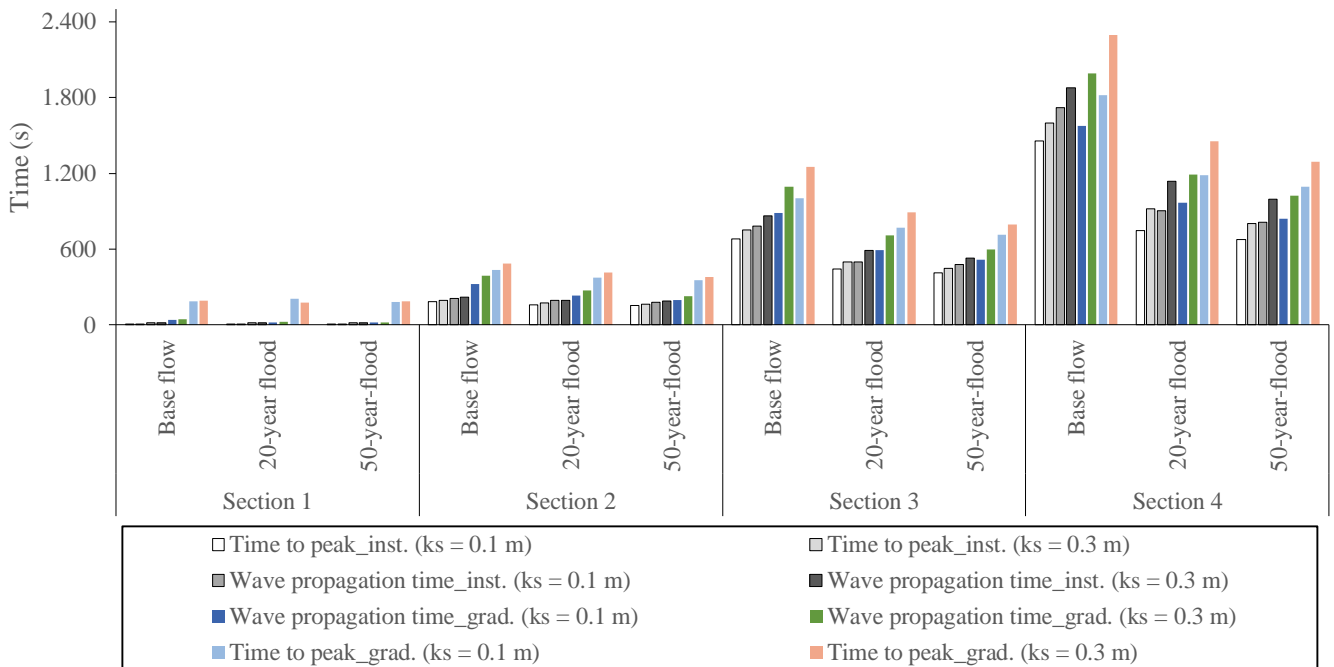 2.400
1.800
1.200
600
0
Time (s)
Base flow
20-year flood
50-year-flood
Base flow
20-year flood
50-year-flood
Base flow
20-year flood
50-year-flood
Base flow
20-year flood
50-year-flood
Section 1 Section 2 Section 3 Section 4
Time to peak_inst. (ks = 0.1 m) Time to peak_inst. (ks = 0.3 m)
Wave propagation time_inst. (ks = 0.1 m) Wave propagation time_inst. (ks = 0.3 m)
Wave propagation time_grad. (ks = 0.1 m) Wave propagation time_grad. (ks = 0.3 m)
Time to peak_grad. (ks = 0.1 m) Time to peak_grad. (ks = 0.3 m)